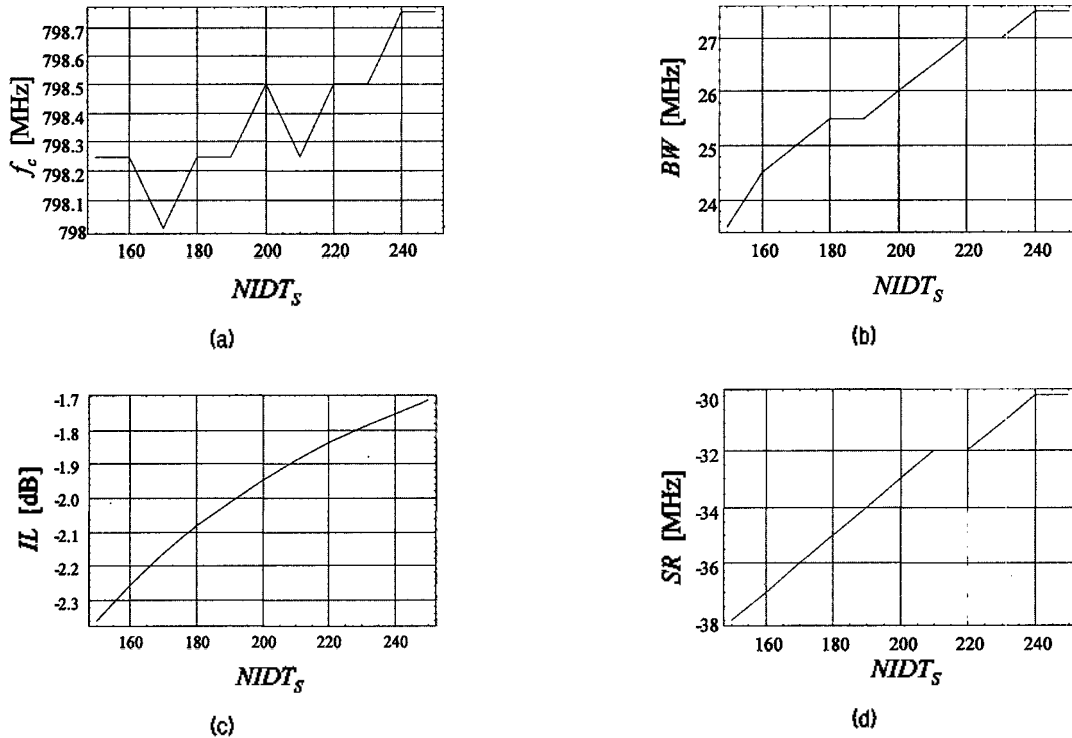 798.7
798.6
798.5
798.4
798.3
798.2
798.1
798
f_c [MHz]
160 180 200 220 240
NIDT_S
(a)
27
26
25
24
BW [MHz]
160 180 200 220 240
NIDT_S
(b)
-1.7
-1.8
-1.9
-2.0
-2.1
-2.2
-2.3
IL [dB]
160 180 200 220 240
NIDT_S
(c)
-30
-32
-34
-36
-38
SR [MHz]
160 180 200 220 240
NIDT_S
(d)